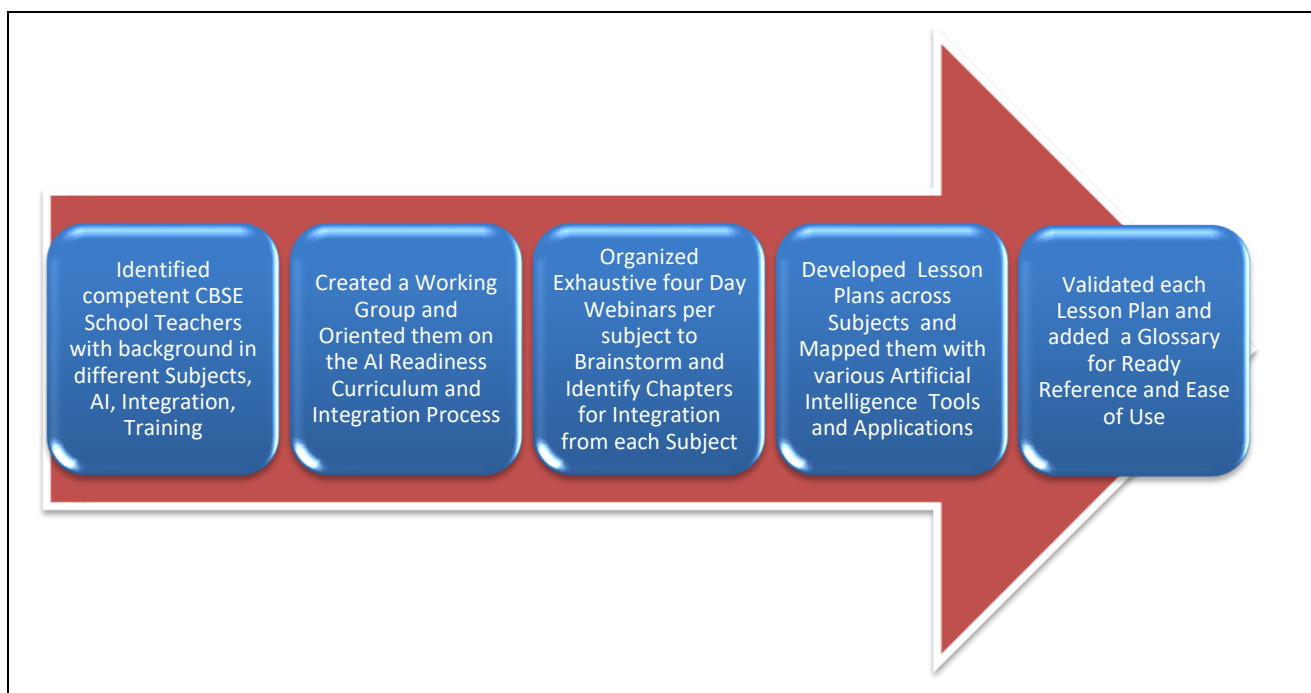 Identified
competent CBSE
School Teachers
with background in
different Subjects,
AI, Integration,
Training
Created a Working
Group and
Oriented them on
the AI Readiness
Curriculum and
Integration Process
Organized
Exhaustive four Day
Webinars per
subject to
Brainstorm and
Identify Chapters
for Integration
from each Subject
Developed Lesson
Plans across
Subjects and
Mapped them with
various Artificial
Intelligence Tools
and Applications
Validated each
Lesson Plan and
added a Glossary
for Ready
Reference and Ease
of Use